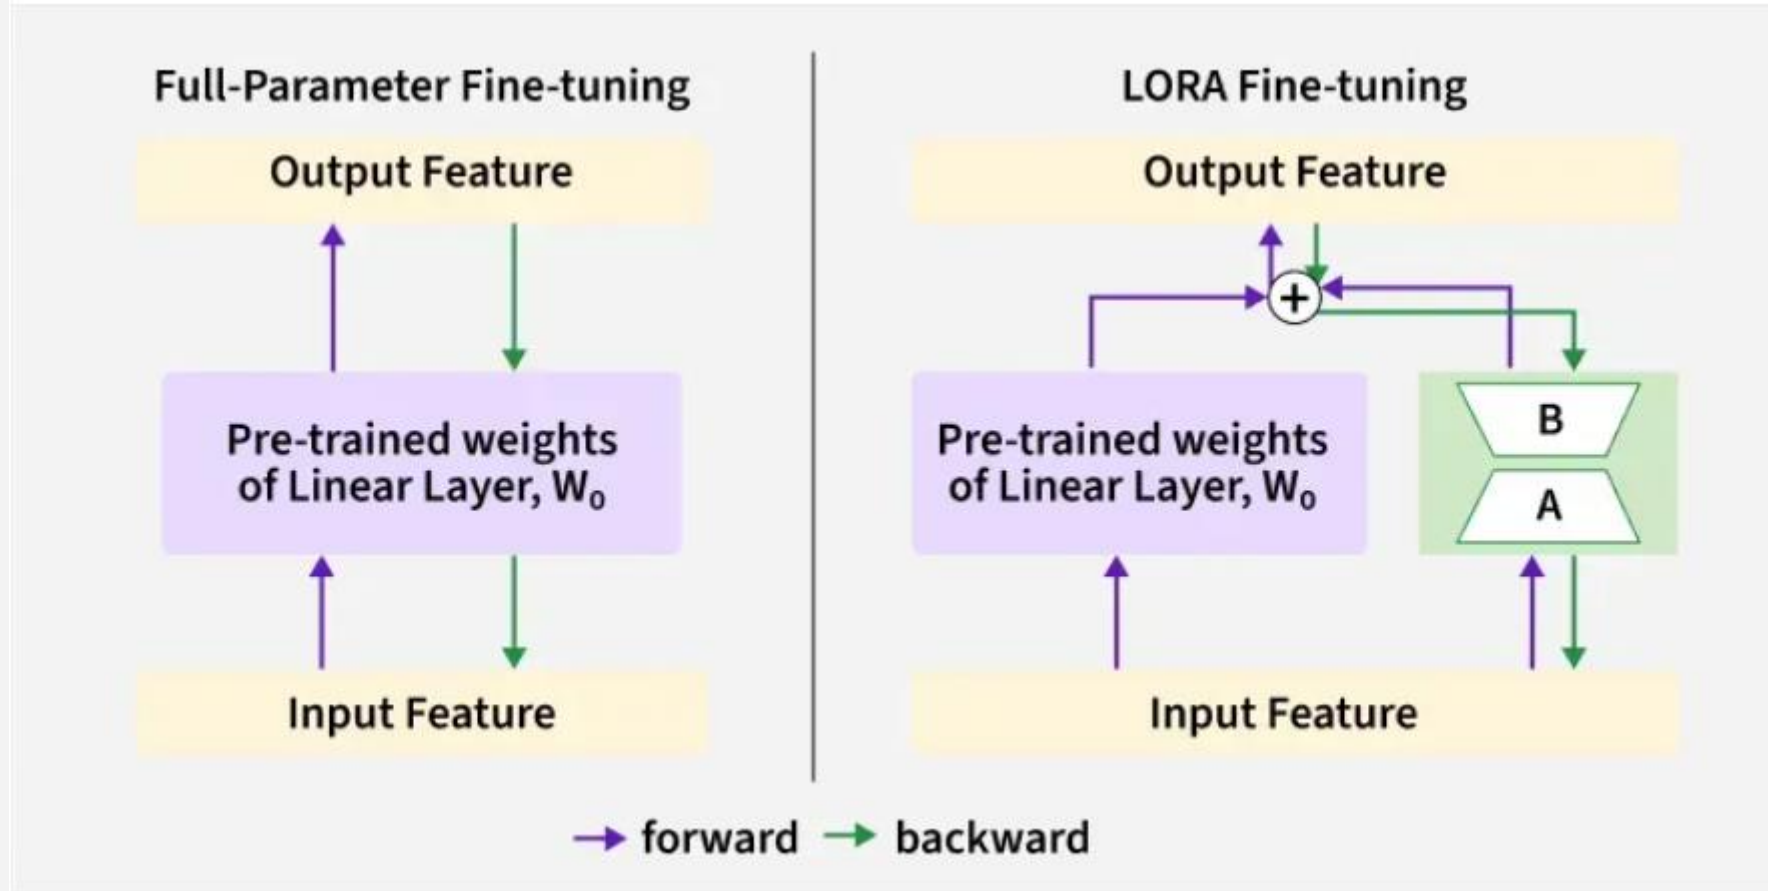 Full-Parameter Fine-tuning
Output Feature
Pre-trained weights
of Linear Layer, W₀
Input Feature
LORA Fine-tuning
Output Feature
+
Pre-trained weights
of Linear Layer, W₀
B
A
Input Feature
forward
backward